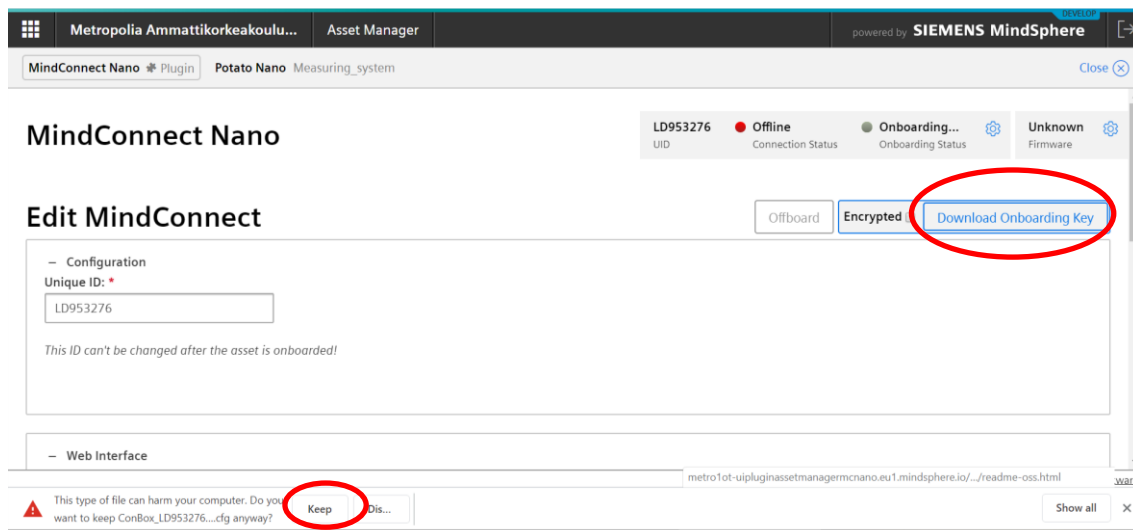 DEVELOP
Metropolia Ammattikorkeakoulu... Asset Manager powered by SIEMENS MindSphere
MindConnect Nano Plugin Potato Nano Measuring_system Close
MindConnect Nano
LD953276 Offline Onboarding... Unknown
UID Connection Status Onboarding Status Firmware
Edit MindConnect
Offboard Encrypted Download Onboarding Key
– Configuration
Unique ID: *
LD953276
This ID can't be changed after the asset is onboarded!
– Web Interface
metro1ot-uipluginassetmanagermcnano.eu1.mindsphere.io/.../readme-oss.html
This type of file can harm your computer. Do you
want to keep ConBox_LD953276....cfg anyway?
Keep Dis... Show all